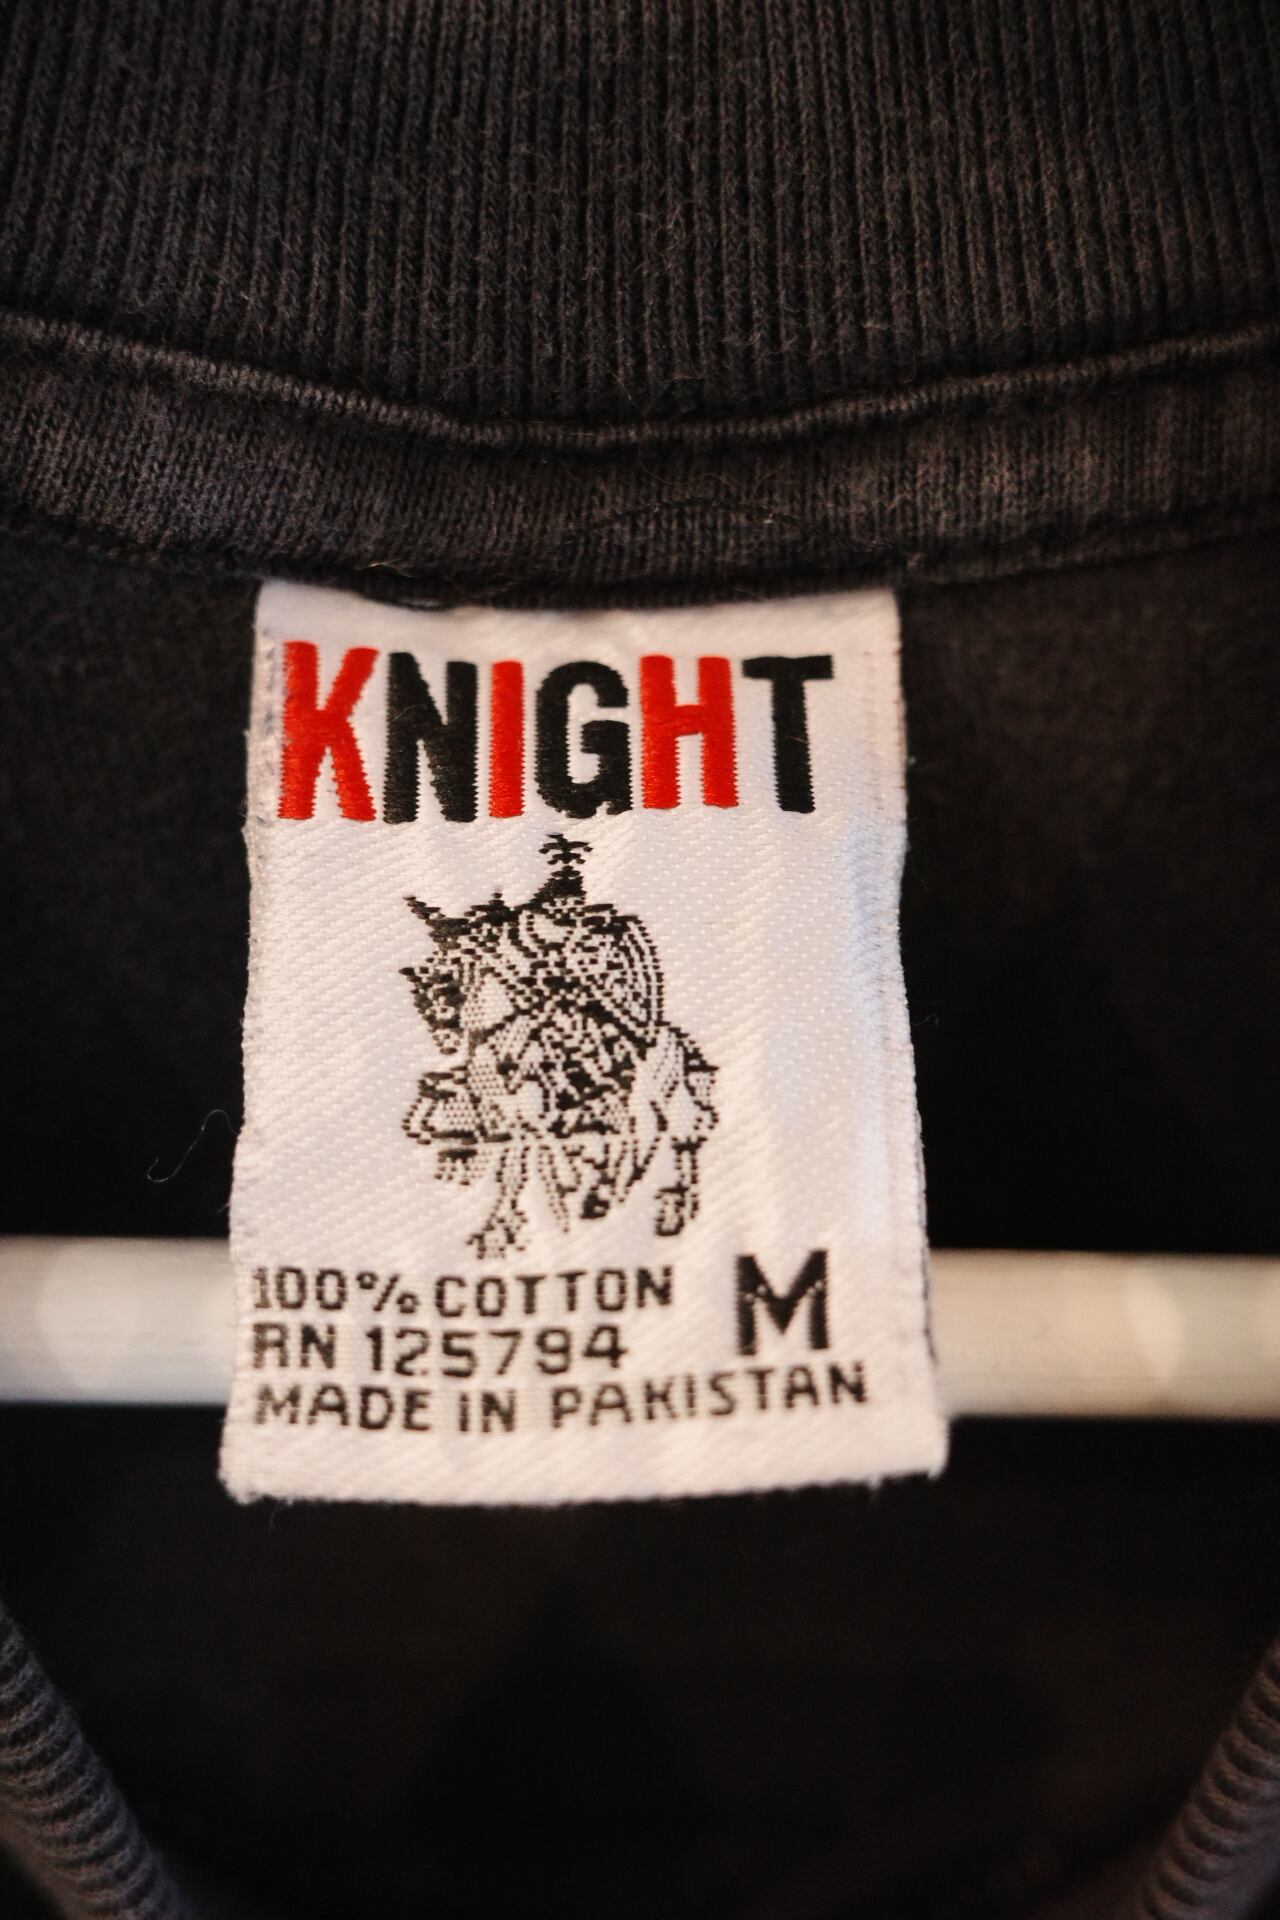 KNIGHT
100% COTTON M
RN 125794
MADE IN PAKISTAN